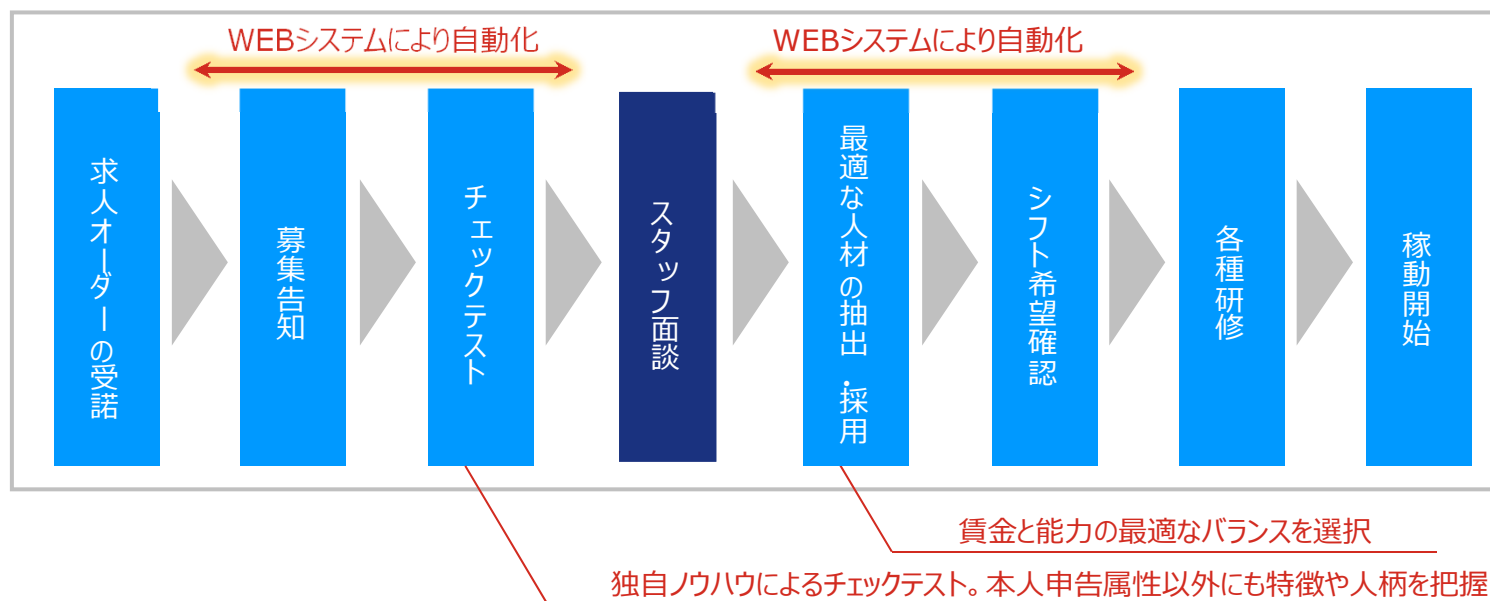 WEBシステムにより自動化
WEBシステムにより自動化
求人オーダーの受諾
募集告知
チェックテスト
スタッフ面談
最適な人材の抽出・採用
シフト希望確認
各種研修
稼動開始
賃金と能力の最適なバランスを選択
独自ノウハウによるチェックテスト。本人申告属性以外にも特徴や人柄を把握